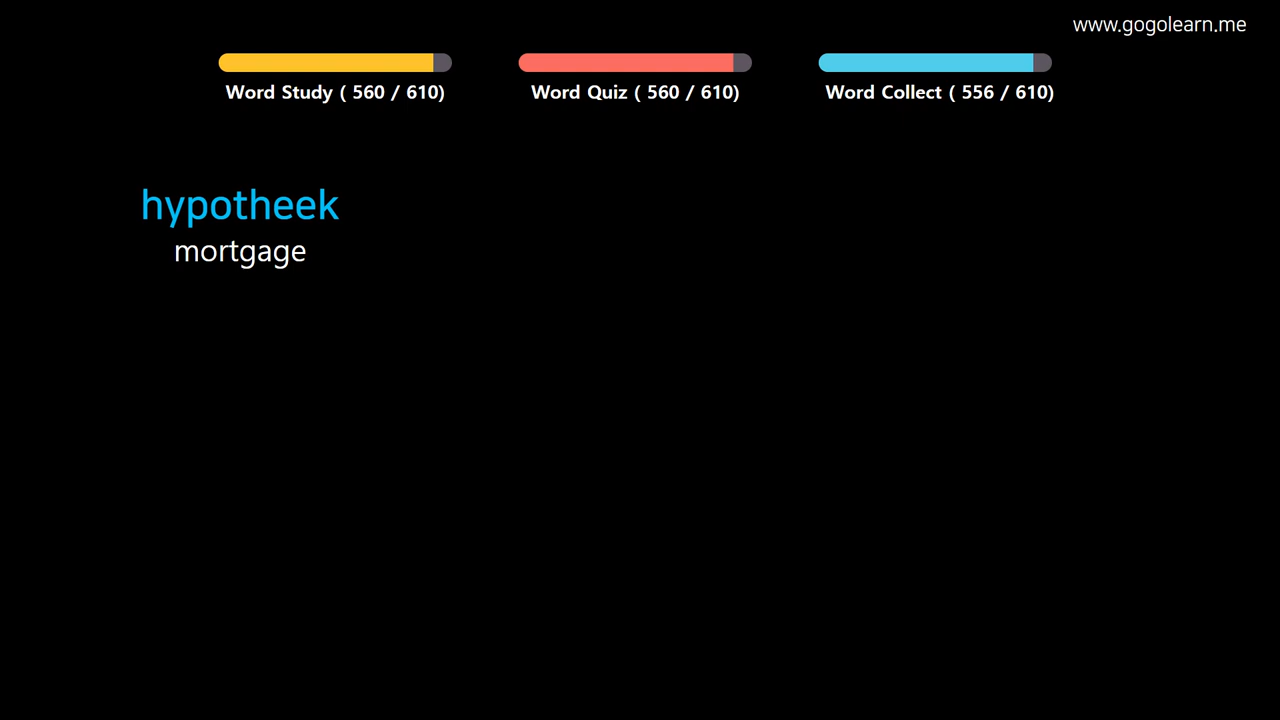 www.gogolearn.me
Word Study ( 560 / 610)
Word Quiz ( 560 / 610)
Word Collect ( 556 / 610)
hypotheek
mortgage